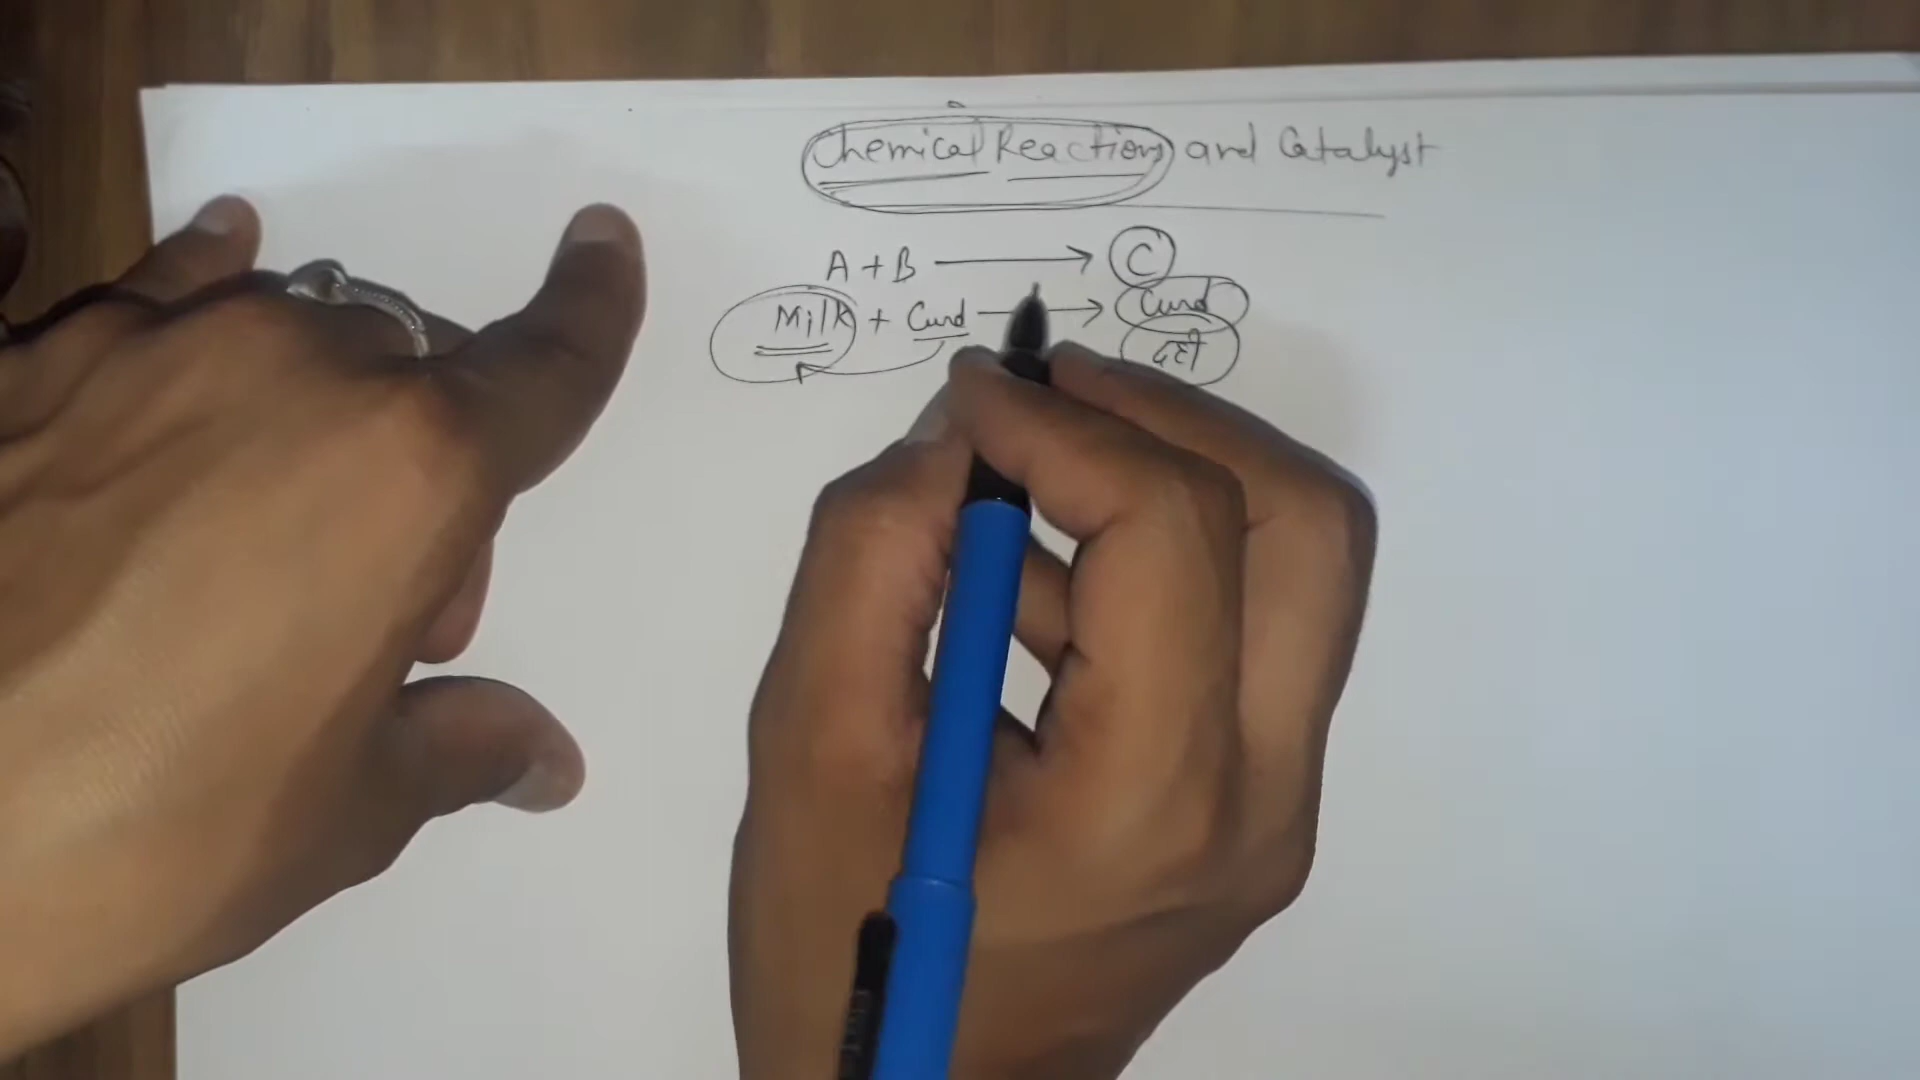 Chemical Reactions and Catalyst
A + B → C
Milk + Curd → Curd
दही